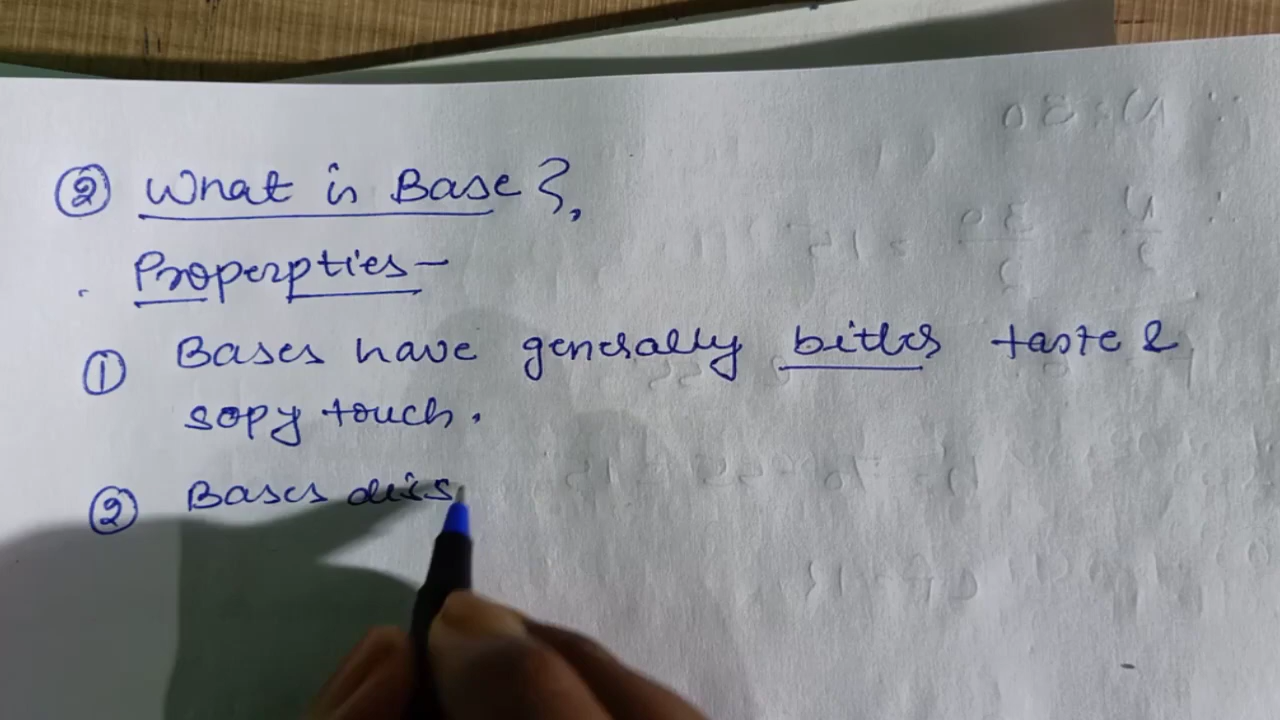 ② What is Base?,
Properpties-
① Bases have generally bitter taste &
sopy touch.
② Bases diss